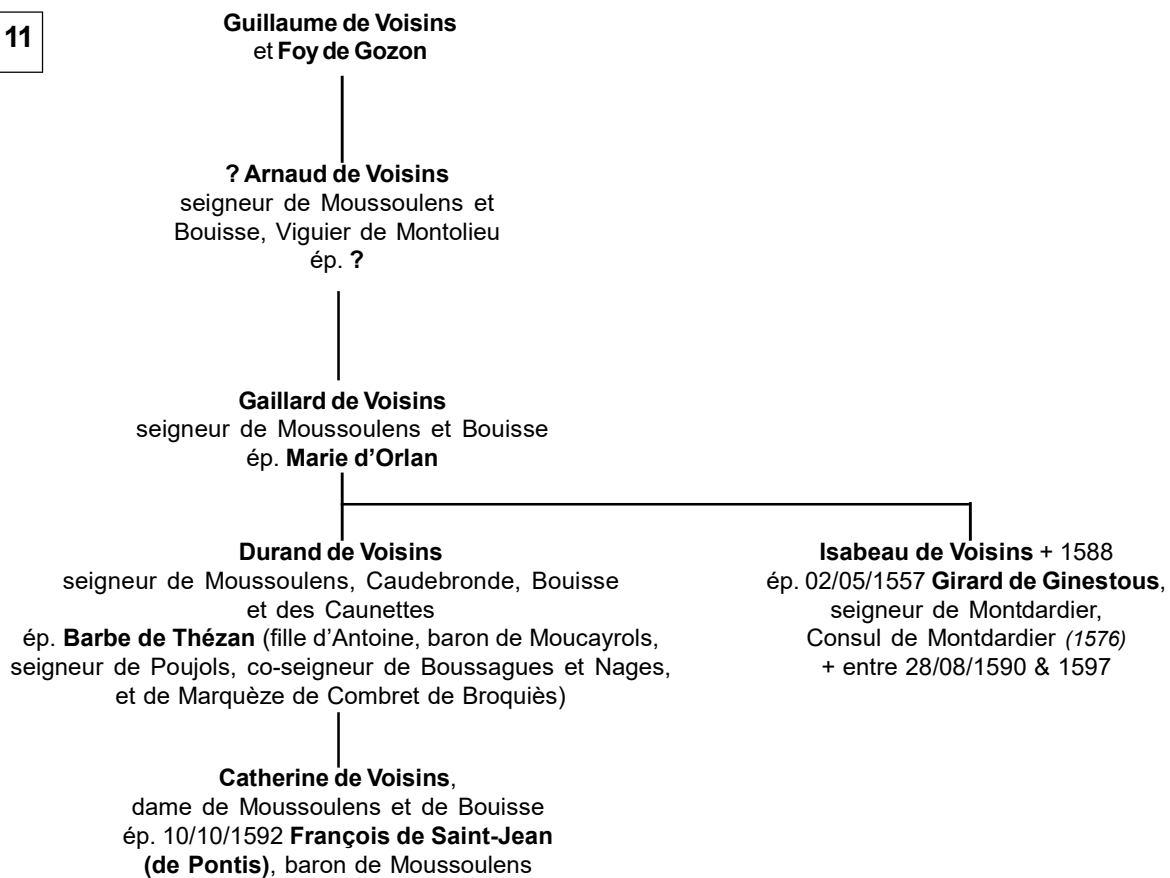 11
Guillaume de Voisins
et Foy de Gozon
? Arnaud de Voisins
seigneur de Moussoulens et
Bouisse, Viguier de Montolieu
ép. ?
Gaillard de Voisins
seigneur de Moussoulens et Bouisse
ép. Marie d’Orlan
Durand de Voisins
seigneur de Moussoulens, Caudebronde, Bouisse
et des Caunettes
ép. Barbe de Thézan (fille d’Antoine, baron de Moucayrols,
seigneur de Poujols, co-seigneur de Boussagues et Nages,
et de Marquèze de Combret de Broquiès)
Isabeau de Voisins + 1588
ép. 02/05/1557 Girard de Ginestous,
seigneur de Montdardier,
Consul de Montdardier (1576)
+ entre 28/08/1590 & 1597
Catherine de Voisins,
dame de Moussoulens et de Bouisse
ép. 10/10/1592 François de Saint-Jean
(de Pontis), baron de Moussoulens